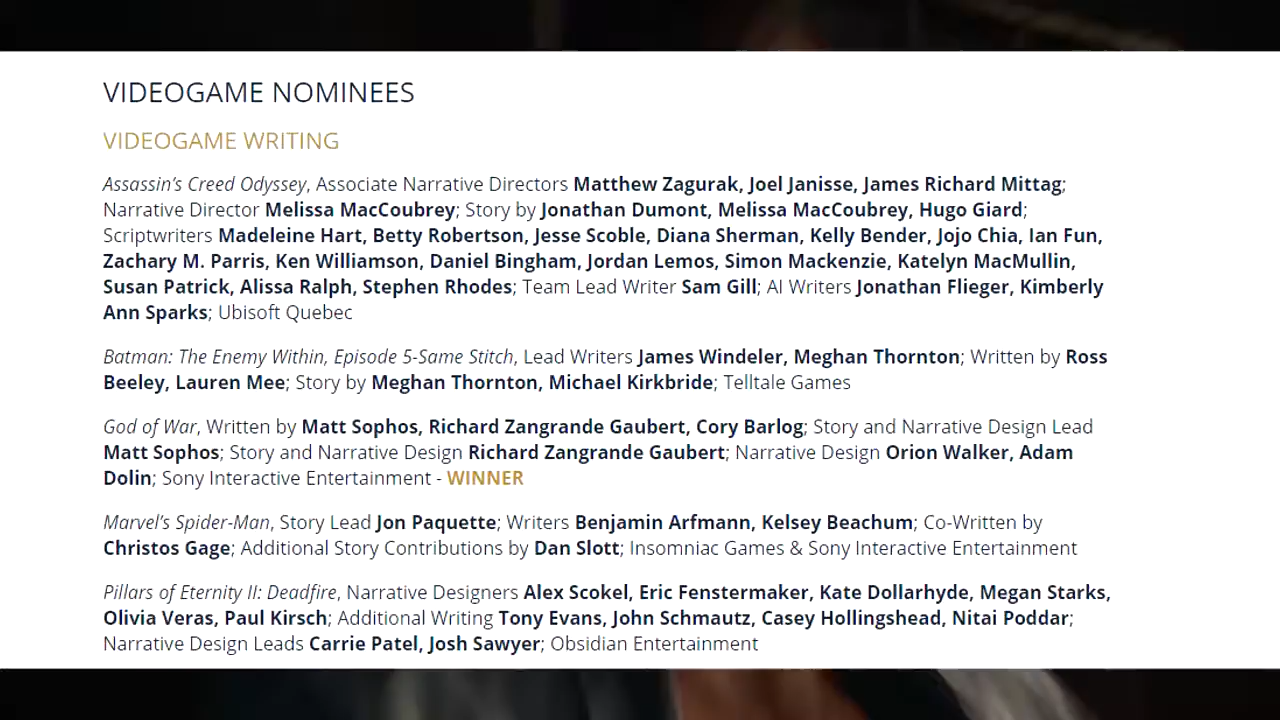 VIDEOGAME NOMINEES
VIDEOGAME WRITING
Assassin’s Creed Odyssey, Associate Narrative Directors Matthew Zagurak, Joel Janisse, James Richard Mittag;
Narrative Director Melissa MacCoubrey; Story by Jonathan Dumont, Melissa MacCoubrey, Hugo Giard;
Scriptwriters Madeleine Hart, Betty Robertson, Jesse Scoble, Diana Sherman, Kelly Bender, Jojo Chia, Ian Fun,
Zachary M. Parris, Ken Williamson, Daniel Bingham, Jordan Lemos, Simon Mackenzie, Katelyn MacMullin,
Susan Patrick, Alissa Ralph, Stephen Rhodes; Team Lead Writer Sam Gill; AI Writers Jonathan Flieger, Kimberly
Ann Sparks; Ubisoft Quebec
Batman: The Enemy Within, Episode 5-Same Stitch, Lead Writers James Windeler, Meghan Thornton; Written by Ross
Beeley, Lauren Mee; Story by Meghan Thornton, Michael Kirkbride; Telltale Games
God of War, Written by Matt Sophos, Richard Zangrande Gaubert, Cory Barlog; Story and Narrative Design Lead
Matt Sophos; Story and Narrative Design Richard Zangrande Gaubert; Narrative Design Orion Walker, Adam
Dolin; Sony Interactive Entertainment - WINNER
Marvel’s Spider-Man, Story Lead Jon Paquette; Writers Benjamin Arfmann, Kelsey Beachum; Co-Written by
Christos Gage; Additional Story Contributions by Dan Slott; Insomniac Games & Sony Interactive Entertainment
Pillars of Eternity II: Deadfire, Narrative Designers Alex Scokel, Eric Fenstermaker, Kate Dollarhyde, Megan Starks,
Olivia Veras, Paul Kirsch; Additional Writing Tony Evans, John Schmautz, Casey Hollingshead, Nitai Poddar;
Narrative Design Leads Carrie Patel, Josh Sawyer; Obsidian Entertainment